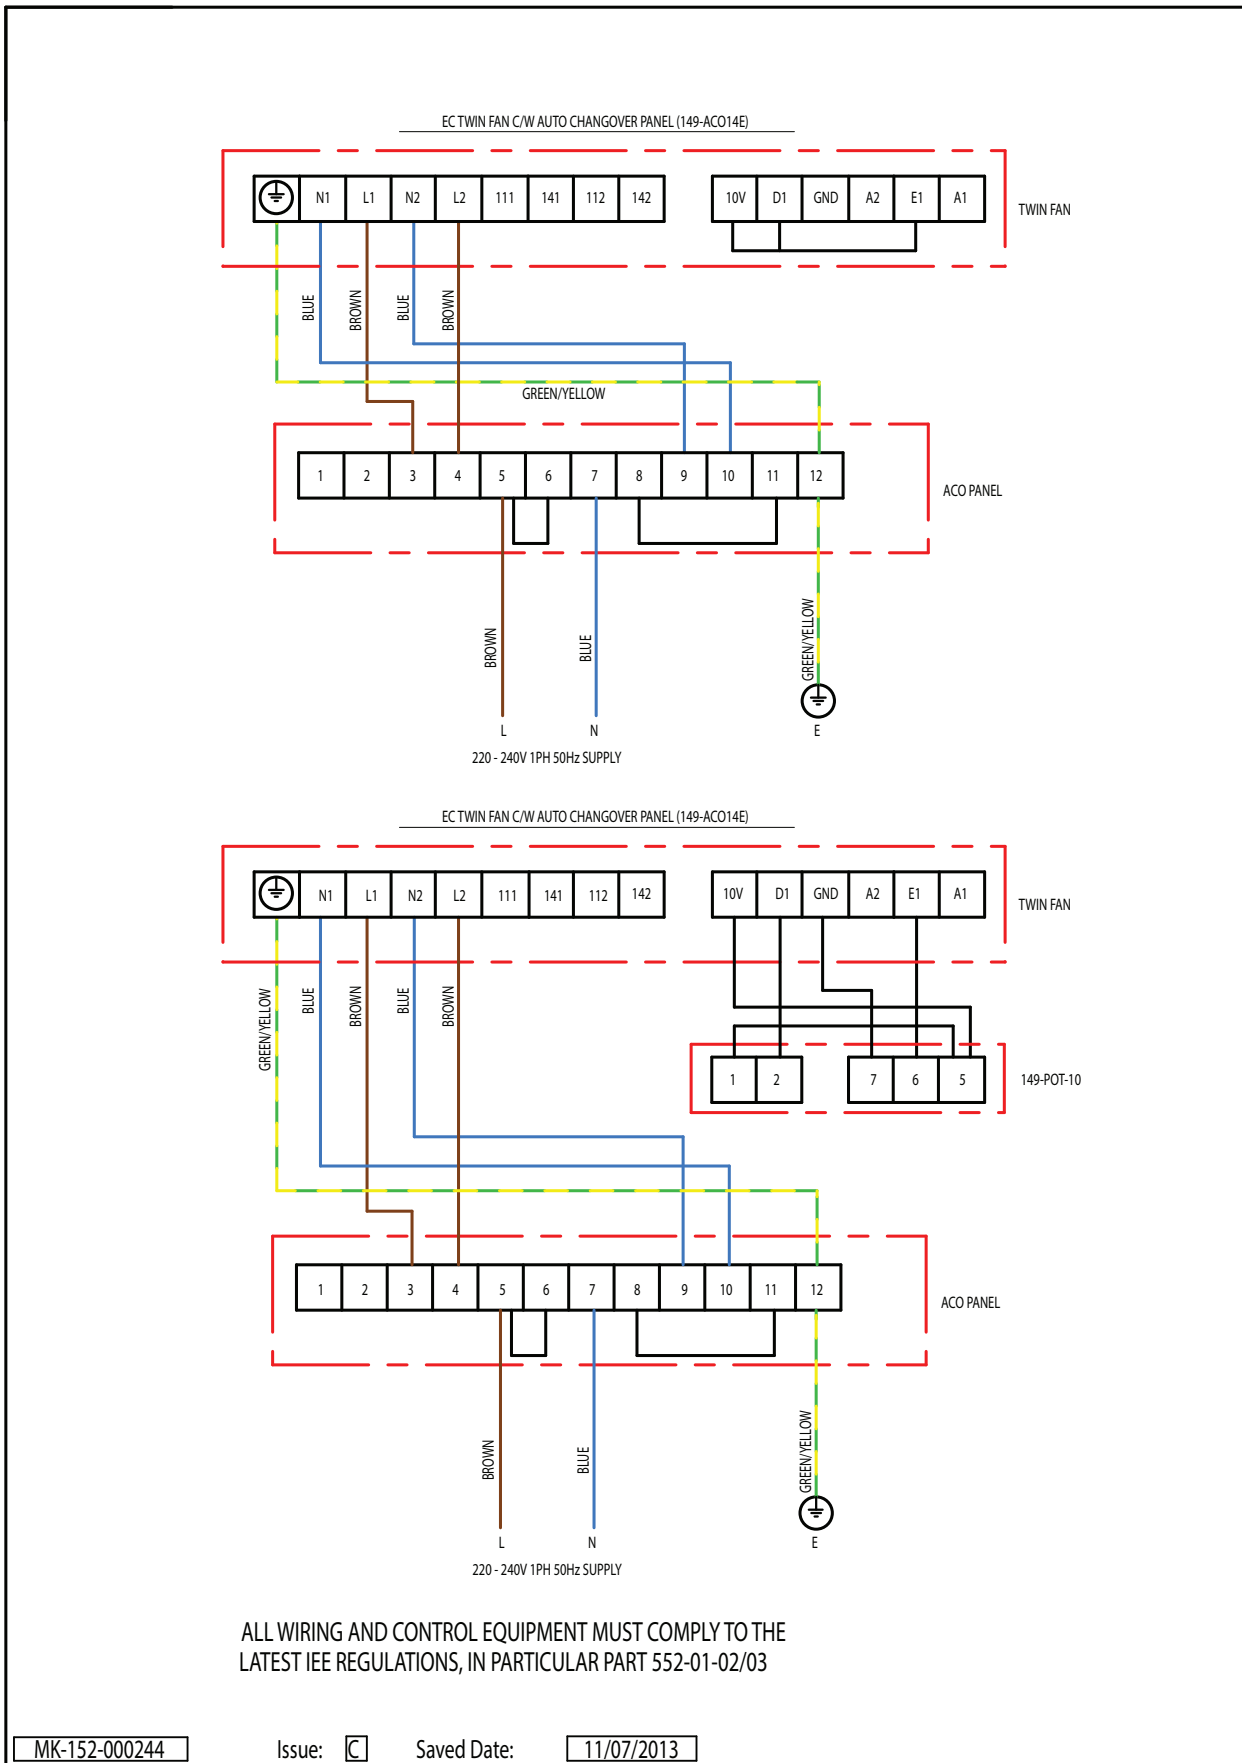 EC TWIN FAN C/W AUTO CHANGOVER PANEL (149-ACO14E)
N1 L1 N2 L2 111 141 112 142 10V D1 GND A2 E1 A1
TWIN FAN
BLUE BROWN BLUE BROWN
GREEN/YELLOW
1 2 3 4 5 6 7 8 9 10 11 12
ACO PANEL
BROWN BLUE GREEN/YELLOW
L N E
220 - 240V 1PH 50Hz SUPPLY
EC TWIN FAN C/W AUTO CHANGOVER PANEL (149-ACO14E)
N1 L1 N2 L2 111 141 112 142 10V D1 GND A2 E1 A1
TWIN FAN
GREEN/YELLOW BLUE BROWN BLUE BROWN
1 2 7 6 5
149-POT-10
1 2 3 4 5 6 7 8 9 10 11 12
ACO PANEL
BROWN BLUE GREEN/YELLOW
L N E
220 - 240V 1PH 50Hz SUPPLY
ALL WIRING AND CONTROL EQUIPMENT MUST COMPLY TO THE
LATEST IEE REGULATIONS, IN PARTICULAR PART 552-01-02/03
MK-152-000244 Issue: C Saved Date: 11/07/2013